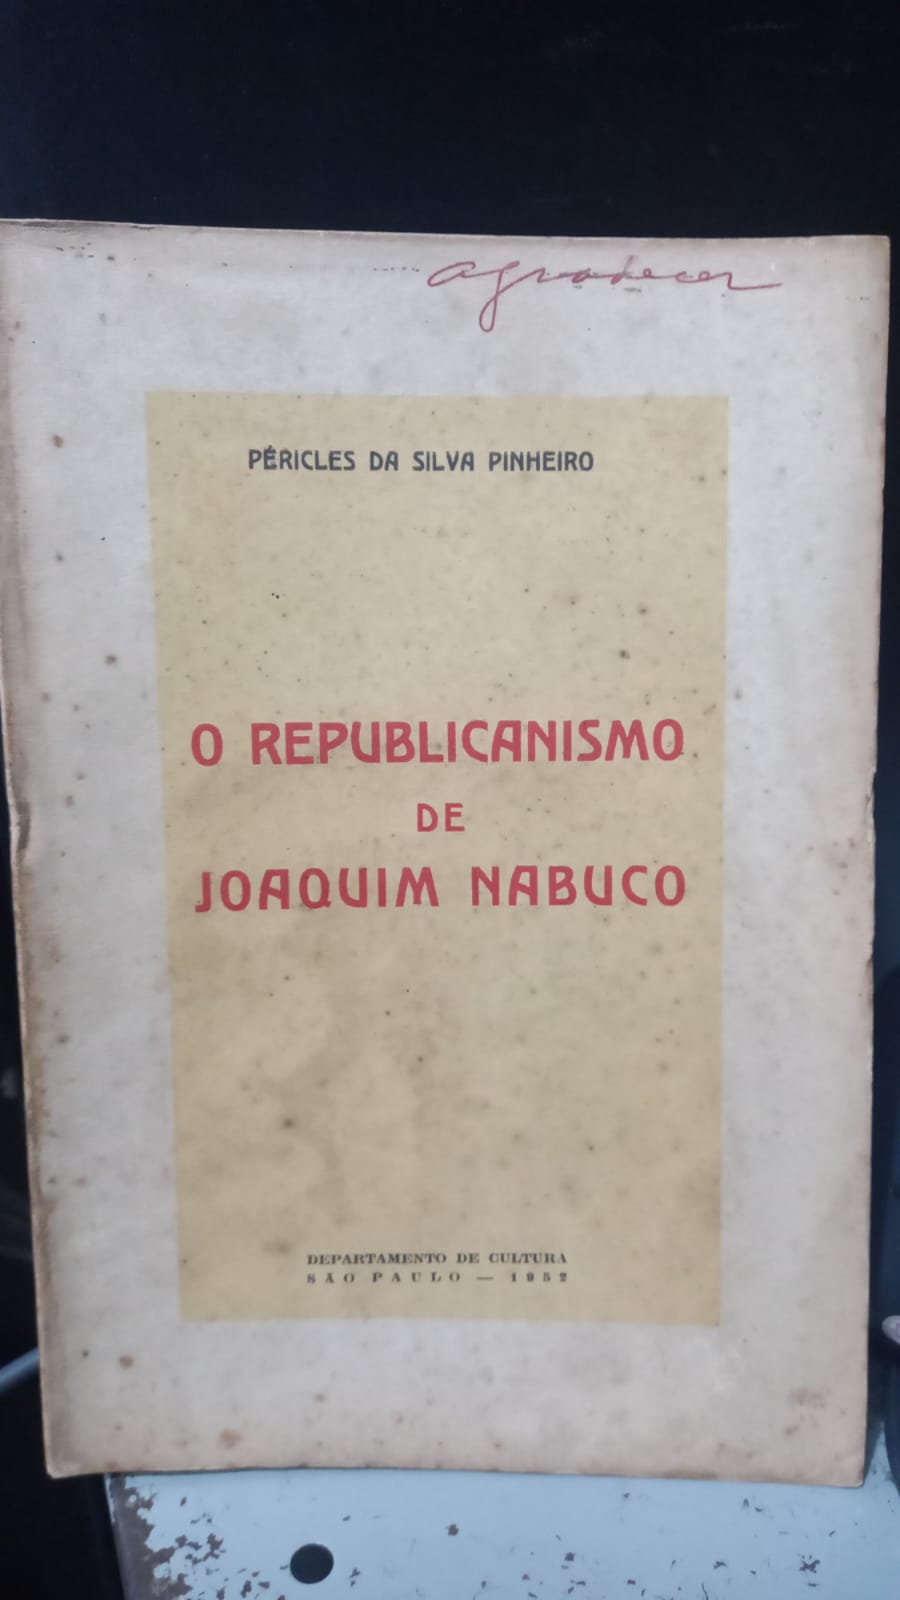 agradecer
PÉRICLES DA SILVA PINHEIRO
O REPUBLICANISMO
DE
JOAQUIM NABUCO
DEPARTAMENTO DE CULTURA
SÃO PAULO — 1952